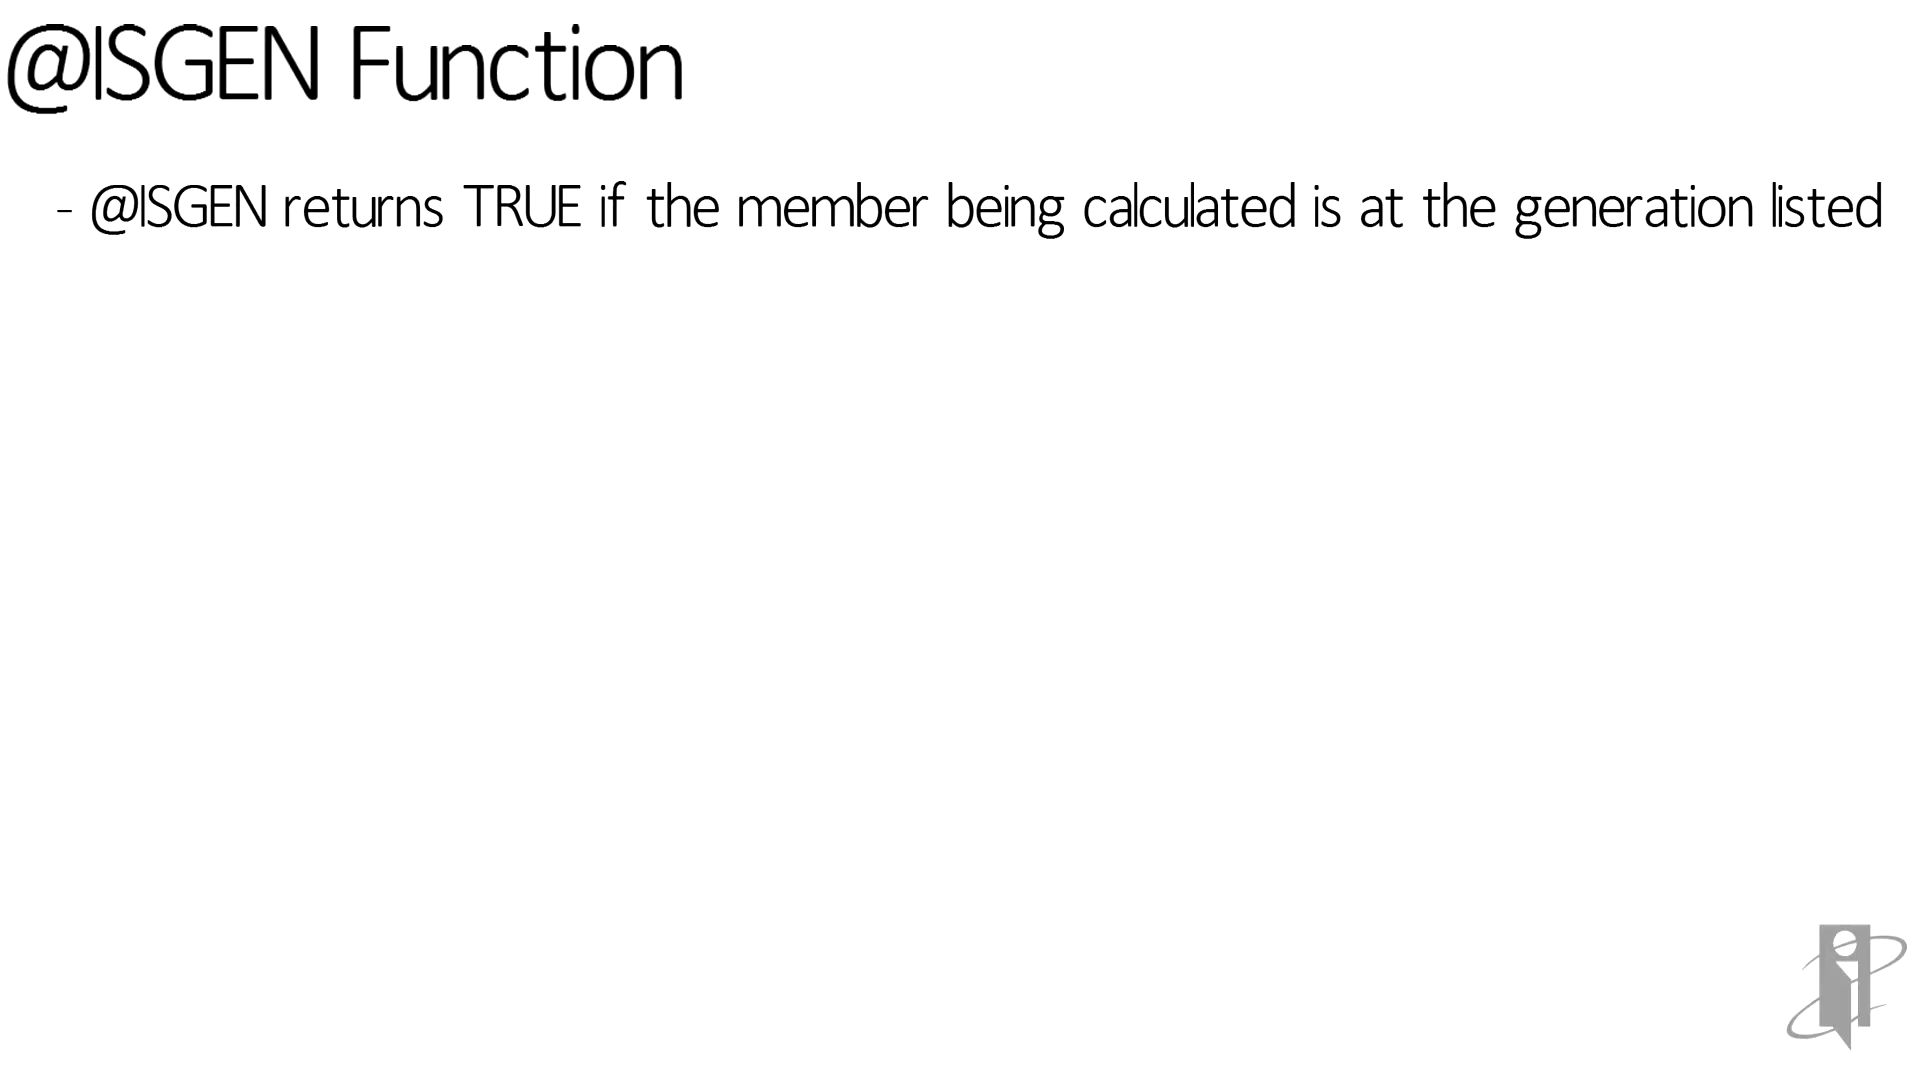 @ISGEN Function
- @ISGEN returns TRUE if the member being calculated is at the generation listed